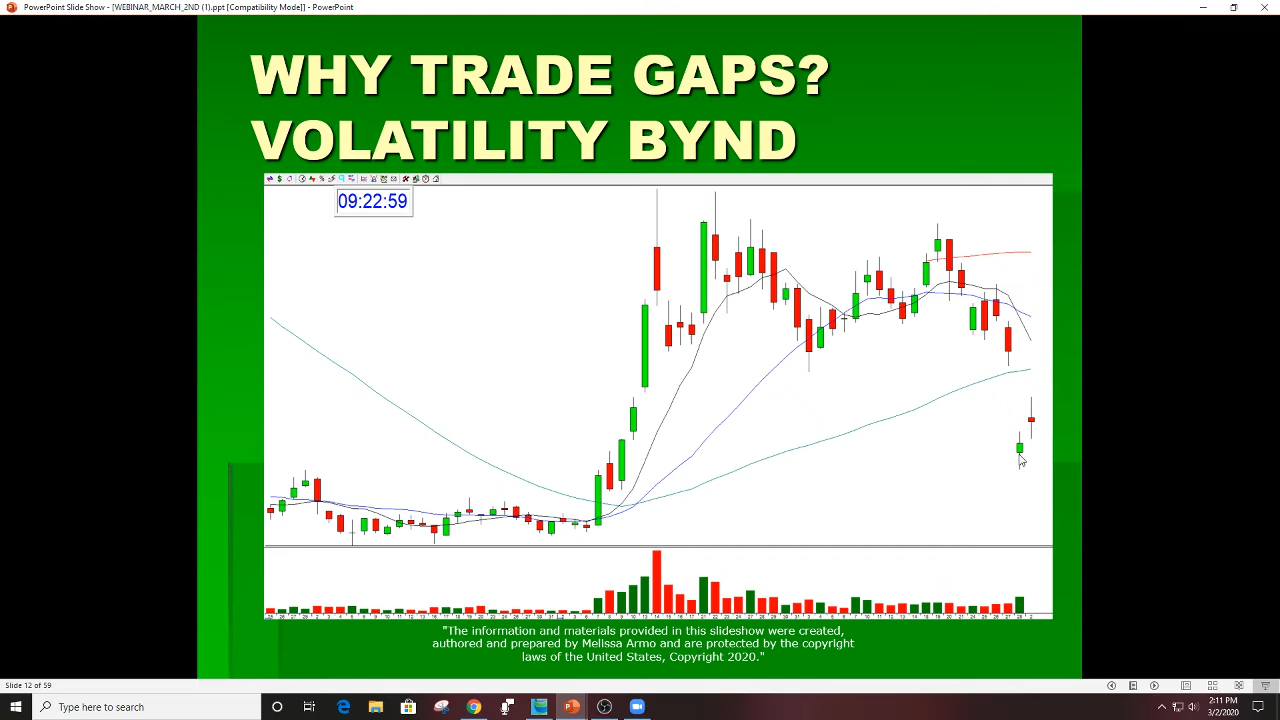 PowerPoint Slide Show - [WEBINAR_MARCH_2ND (1).ppt [Compatibility Mode]] - PowerPoint
WHY TRADE GAPS?
VOLATILITY BYND
09:22:59
"The information and materials provided in this slideshow were created,
authored and prepared by Melissa Armo and are protected by the copyright
laws of the United States, Copyright 2020."
Slide 12 of 59
Type here to search
2:11 PM
3/2/2020